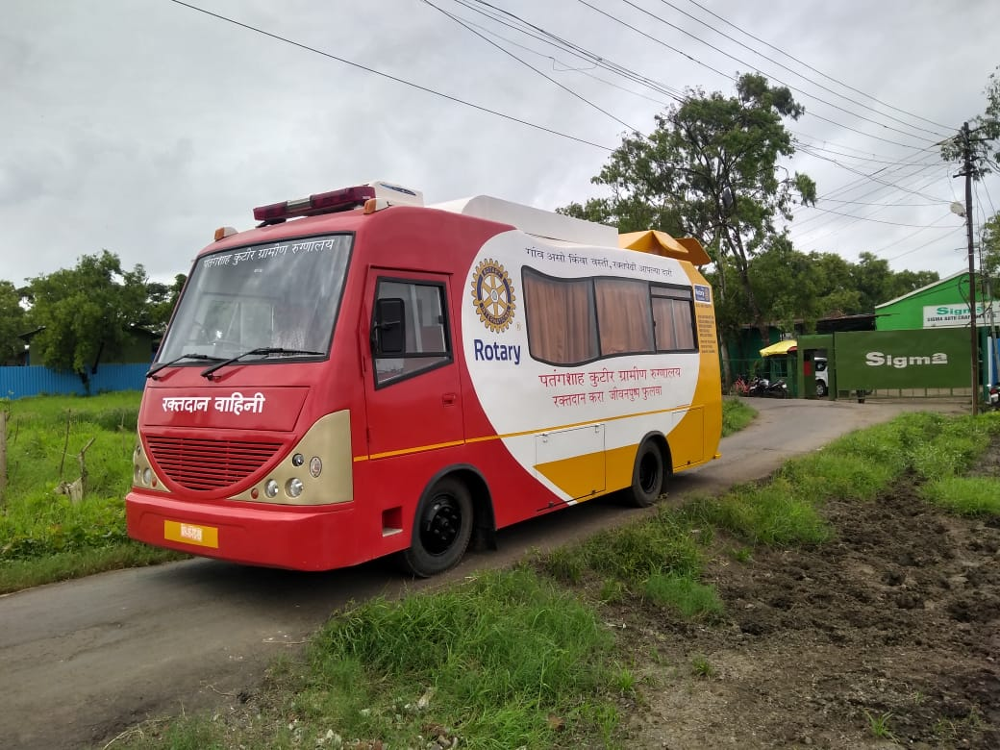 पतंगशाह कुटीर ग्रामीण रुग्णालय
रक्तदान वाहिनी
गांव असो किंवा वस्ती, रक्तपेढी आपल्या दारी
Rotary
पतंगशाह कुटीर ग्रामीण रुग्णालय
रक्तदान करा जीवनपुष्प फुलवा
Sigma
Sigma